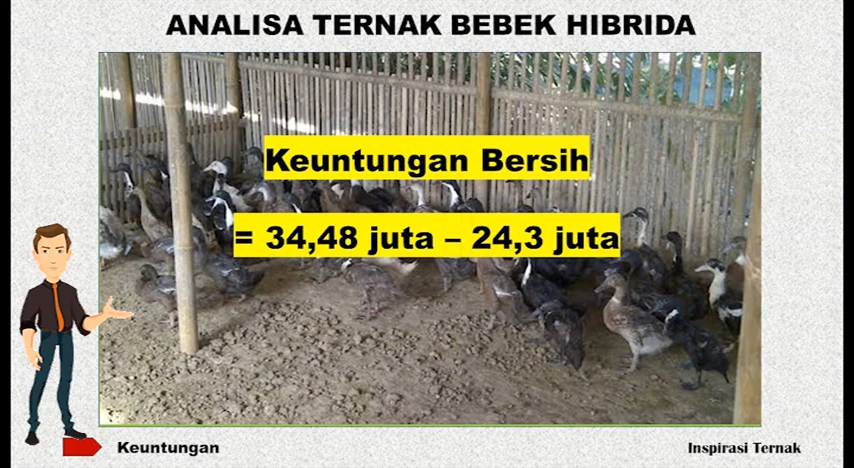 ANALISA TERNAK BEBEK HIBRIDA
Keuntungan Bersih
= 34,48 juta – 24,3 juta
Keuntungan
Inspirasi Ternak